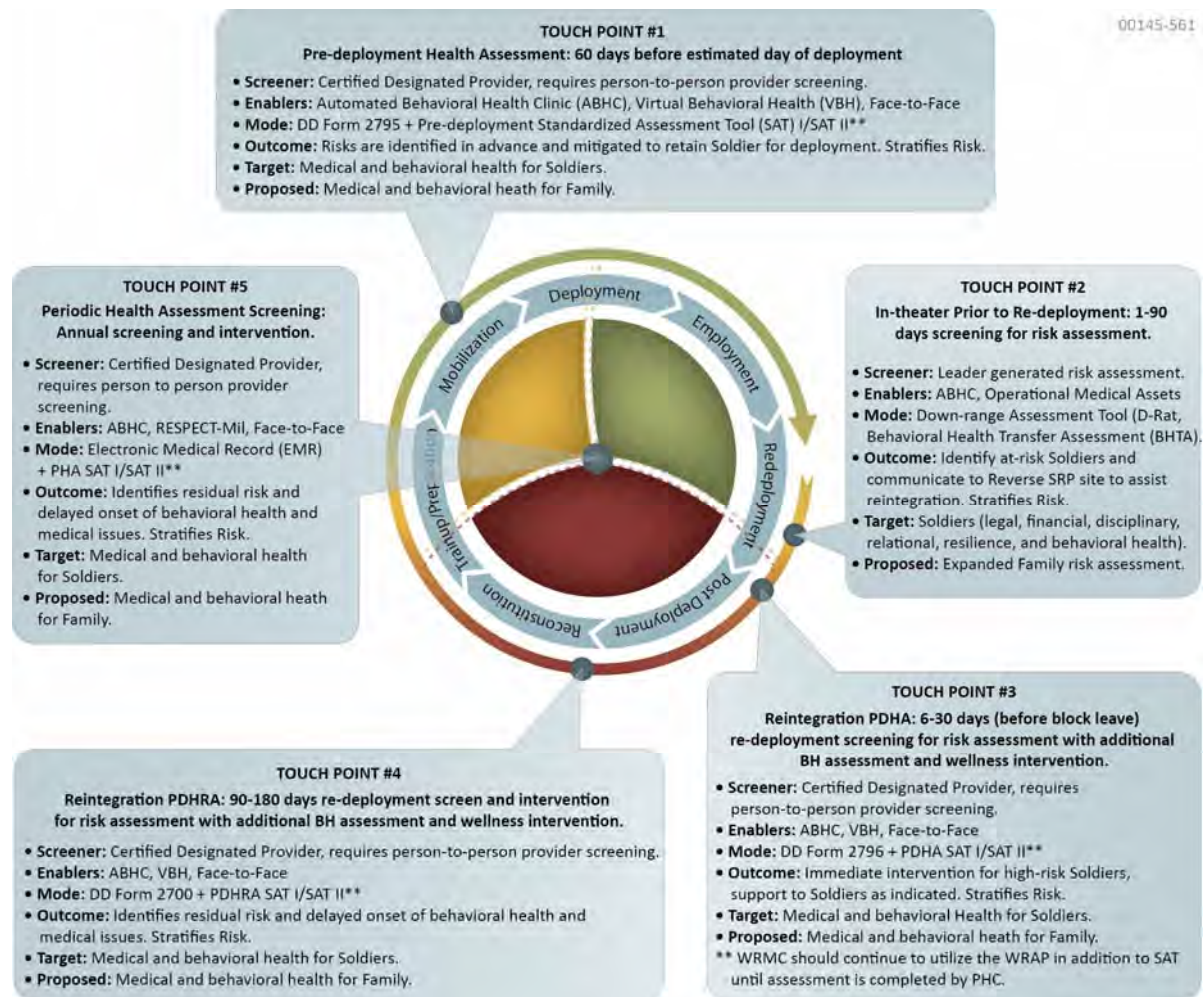 00145-561
TOUCH POINT #1
Pre-deployment Health Assessment: 60 days before estimated day of deployment
• Screener: Certified Designated Provider, requires person-to-person provider screening.
• Enablers: Automated Behavioral Health Clinic (ABHC), Virtual Behavioral Health (VBH), Face-to-Face
• Mode: DD Form 2795 + Pre-deployment Standardized Assessment Tool (SAT) I/SAT II**
• Outcome: Risks are identified in advance and mitigated to retain Soldier for deployment. Stratifies Risk.
• Target: Medical and behavioral health for Soldiers.
• Proposed: Medical and behavioral heath for Family.
TOUCH POINT #5
Periodic Health Assessment Screening:
Annual screening and intervention.
• Screener: Certified Designated Provider,
requires person to person provider
screening.
• Enablers: ABHC, RESPECT-Mil, Face-to-Face
• Mode: Electronic Medical Record (EMR)
+ PHA SAT I/SAT II**
• Outcome: Identifies residual risk and
delayed onset of behavioral health and
medical issues. Stratifies Risk.
• Target: Medical and behavioral health
for Soldiers.
• Proposed: Medical and behavioral heath
for Family.
Mobilization
Deployment
Employment
Redeployment
Post Deployment
Reconstitution
TOUCH POINT #2
In-theater Prior to Re-deployment: 1-90
days screening for risk assessment.
• Screener: Leader generated risk assessment.
• Enablers: ABHC, Operational Medical Assets
• Mode: Down-range Assessment Tool (D-Rat,
Behavioral Health Transfer Assessment (BHTA).
• Outcome: Identify at-risk Soldiers and
communicate to Reverse SRP site to assist
reintegration. Stratifies Risk.
• Target: Soldiers (legal, financial, disciplinary,
relational, resilience, and behavioral health).
• Proposed: Expanded Family risk assessment.
TOUCH POINT #3
Reintegration PDHA: 6-30 days (before block leave)
re-deployment screening for risk assessment with additional
BH assessment and wellness intervention.
• Screener: Certified Designated Provider, requires
person-to-person provider screening.
• Enablers: ABHC, VBH, Face-to-Face
• Mode: DD Form 2796 + PDHA SAT I/SAT II**
• Outcome: Immediate intervention for high-risk Soldiers,
support to Soldiers as indicated. Stratifies Risk.
• Target: Medical and behavioral Health for Soldiers.
• Proposed: Medical and behavioral heath for Family.
** WRMC should continue to utilize the WRAP in addition to SAT
until assessment is completed by PHC.
TOUCH POINT #4
Reintegration PDHRA: 90-180 days re-deployment screen and intervention
for risk assessment with additional BH assessment and wellness intervention.
• Screener: Certified Designated Provider, requires person-to-person provider screening.
• Enablers: ABHC, VBH, Face-to-Face
• Mode: DD Form 2700 + PDHRA SAT I/SAT II**
• Outcome: Identifies residual risk and delayed onset of behavioral health and
medical issues. Stratifies Risk.
• Target: Medical and behavioral health for Soldiers.
• Proposed: Medical and behavioral health for Family.